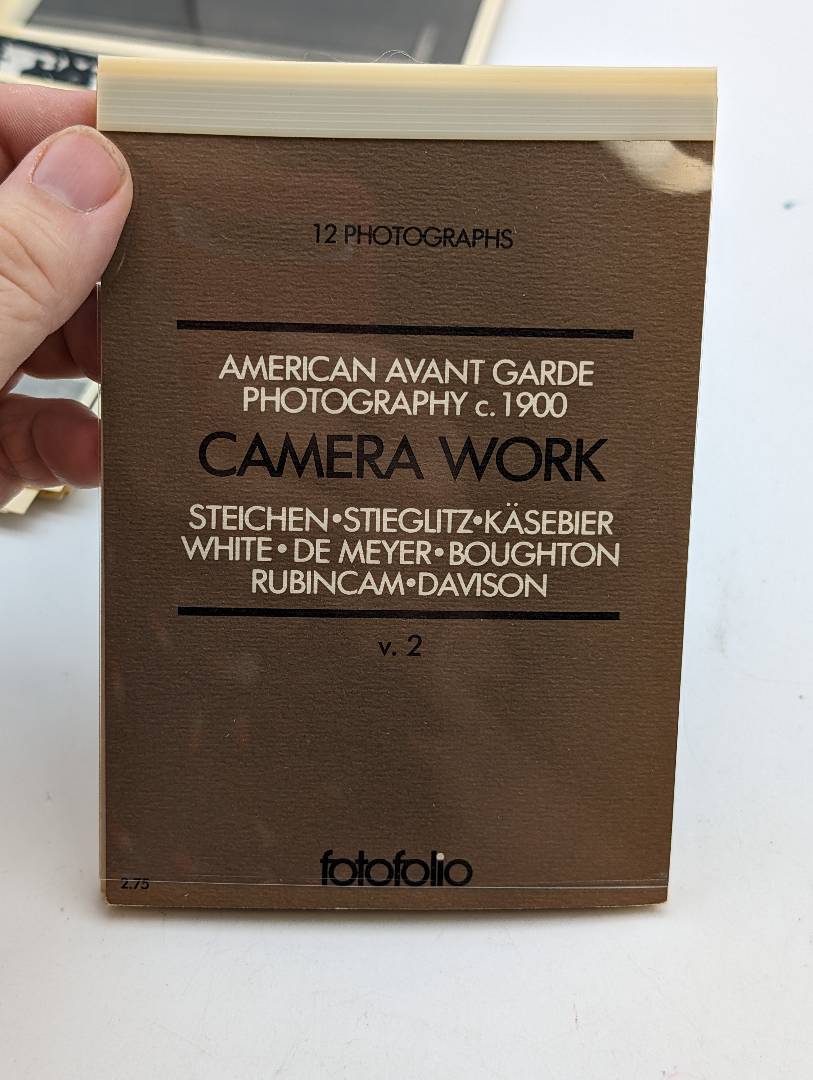 12 PHOTOGRAPHS
AMERICAN AVANT GARDE
PHOTOGRAPHY c. 1900
CAMERA WORK
STEICHEN•STIEGLITZ•KÄSEBIER
WHITE•DE MEYER•BOUGHTON
RUBINCAM•DAVISON
v. 2
fotofolio
2.75